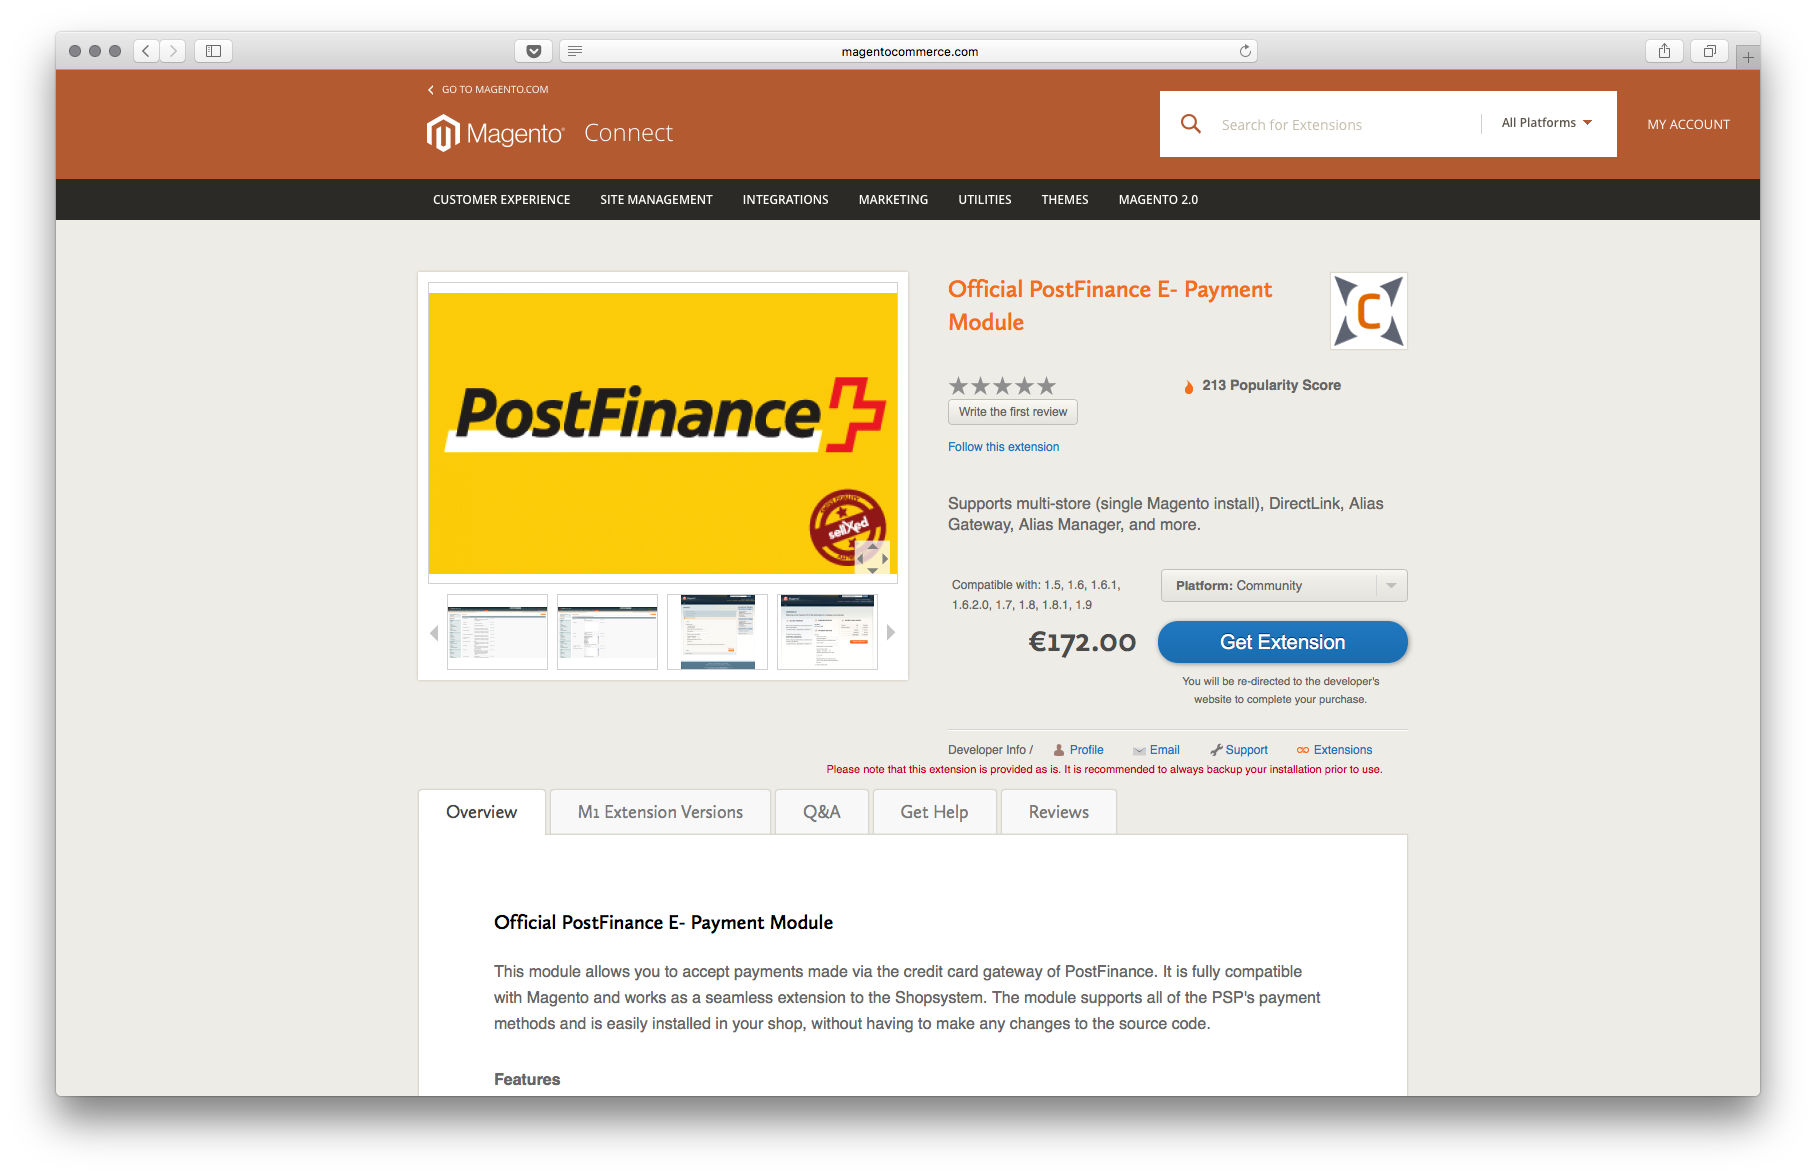 magentocommerce.com
GO TO MAGENTO.COM
Magento Connect
Search for Extensions
All Platforms
MY ACCOUNT
CUSTOMER EXPERIENCE SITE MANAGEMENT INTEGRATIONS MARKETING UTILITIES THEMES MAGENTO 2.0
PostFinance
sellXed
Official PostFinance E- Payment
Module
C
213 Popularity Score
Write the first review
Follow this extension
Supports multi-store (single Magento install), DirectLink, Alias
Gateway, Alias Manager, and more.
Compatible with: 1.5, 1.6, 1.6.1,
1.6.2.0, 1.7, 1.8, 1.8.1, 1.9
Platform: Community
€172.00
Get Extension
You will be re-directed to the developer's
website to complete your purchase.
Developer Info / Profile Email Support Extensions
Please note that this extension is provided as is. It is recommended to always backup your installation prior to use.
Overview M1 Extension Versions Q&A Get Help Reviews
Official PostFinance E- Payment Module
This module allows you to accept payments made via the credit card gateway of PostFinance. It is fully compatible
with Magento and works as a seamless extension to the Shopsystem. The module supports all of the PSP's payment
methods and is easily installed in your shop, without having to make any changes to the source code.
Features